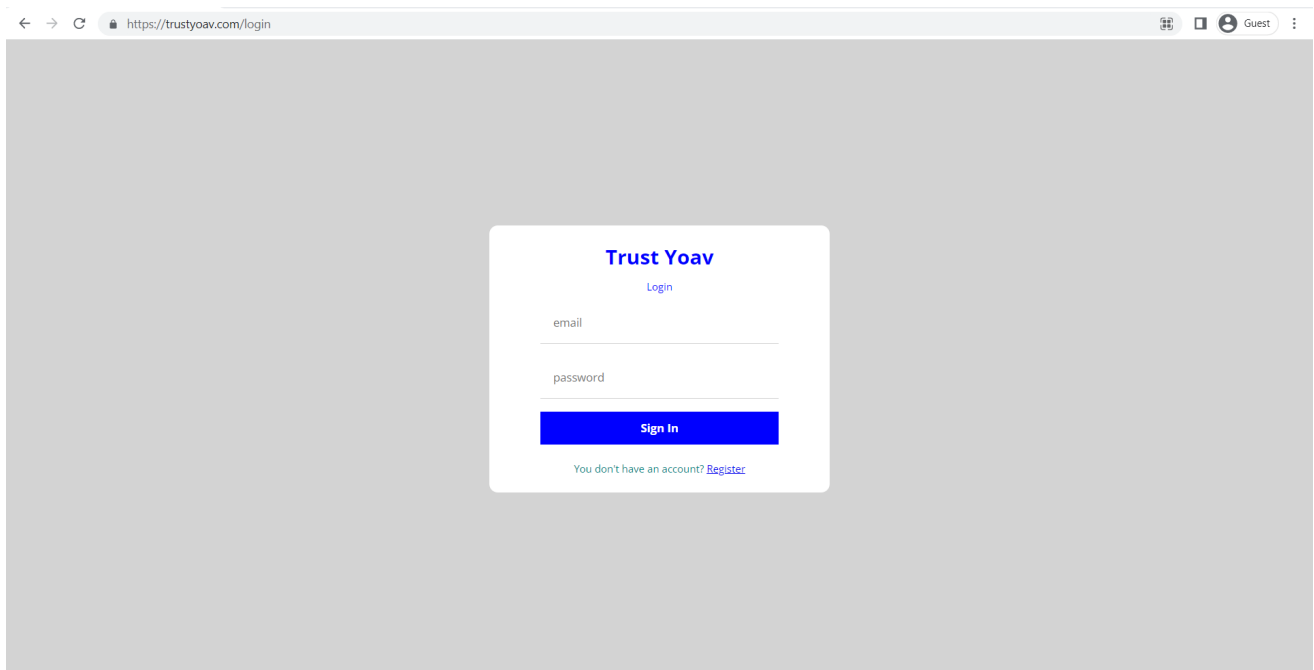 https://trustyoav.com/login
Guest
Trust Yoav
Login
email
password
Sign In
You don't have an account? Register